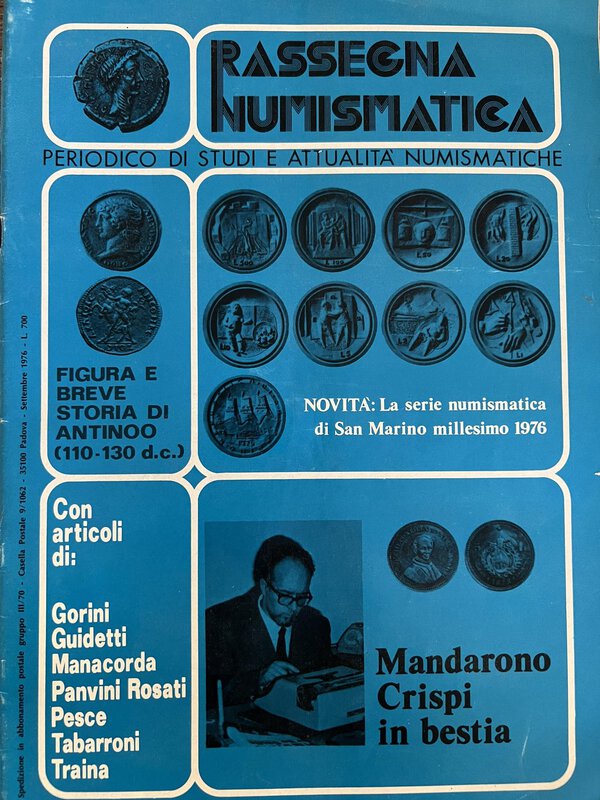 RASSEGNA
NUMISMATICA
PERIODICO DI STUDI E ATTUALITÀ NUMISMATICHE
FIGURA E
BREVE
STORIA DI
ANTINOO
(110-130 d.c.)
NOVITÀ: La serie numismatica
di San Marino millesimo 1976
Con
articoli
di:
Gorini
Guidetti
Manacorda
Panvini Rosati
Pesce
Tabarroni
Traina
Mandarono
Crispi
in bestia
Spedizione in abbonamento postale gruppo III/70 - Casella Postale 9/1062 - 35100 Padova - Settembre 1976 - L. 700